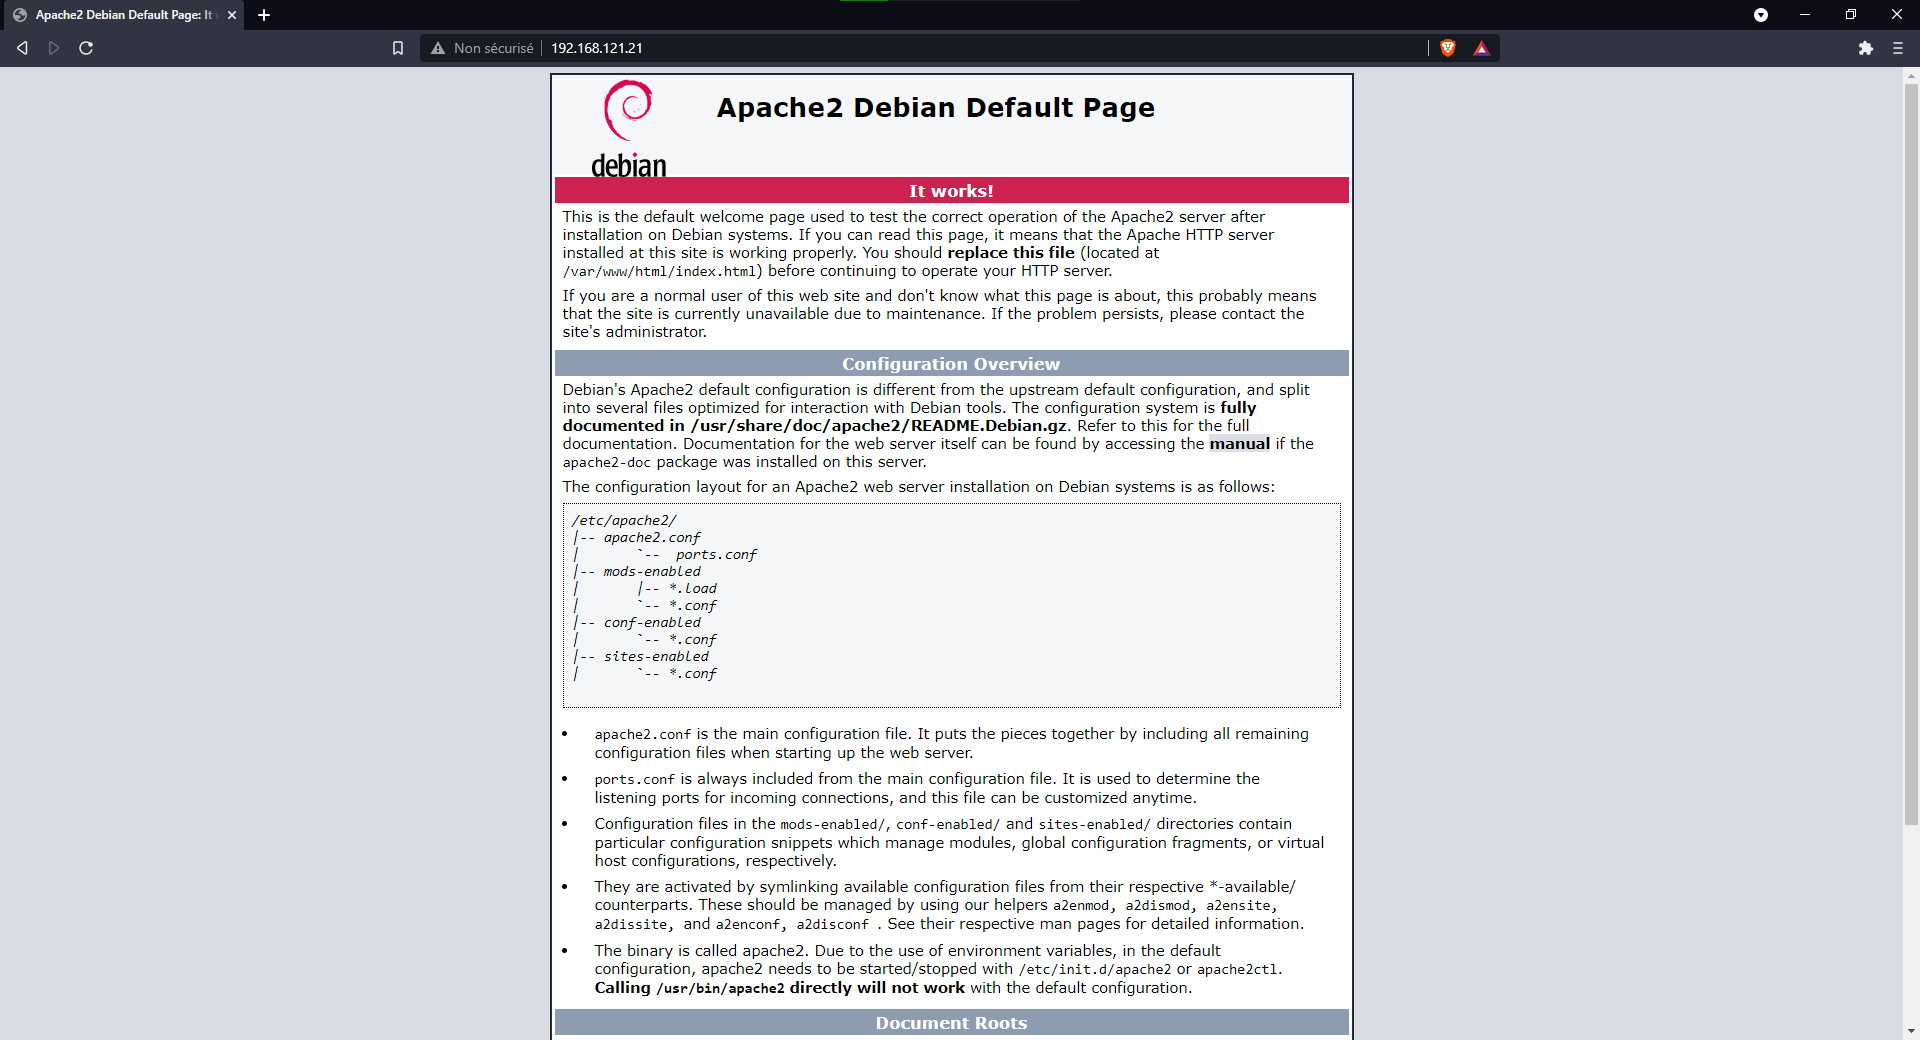 Apache2 Debian Default Page: It
Non sécurisé
192.168.121.21
debian
Apache2 Debian Default Page
It works!
This is the default welcome page used to test the correct operation of the Apache2 server after
installation on Debian systems. If you can read this page, it means that the Apache HTTP server
installed at this site is working properly. You should replace this file (located at
/var/www/html/index.html) before continuing to operate your HTTP server.
If you are a normal user of this web site and don't know what this page is about, this probably means
that the site is currently unavailable due to maintenance. If the problem persists, please contact the
site's administrator.
Configuration Overview
Debian's Apache2 default configuration is different from the upstream default configuration, and split
into several files optimized for interaction with Debian tools. The configuration system is fully
documented in /usr/share/doc/apache2/README.Debian.gz. Refer to this for the full
documentation. Documentation for the web server itself can be found by accessing the manual if the
apache2-doc package was installed on this server.
The configuration layout for an Apache2 web server installation on Debian systems is as follows:
/etc/apache2/
|-- apache2.conf
|       `--  ports.conf
|-- mods-enabled
|       |-- *.load
|       `-- *.conf
|-- conf-enabled
|       `-- *.conf
|-- sites-enabled
|       `-- *.conf
• apache2.conf is the main configuration file. It puts the pieces together by including all remaining
configuration files when starting up the web server.
• ports.conf is always included from the main configuration file. It is used to determine the
listening ports for incoming connections, and this file can be customized anytime.
• Configuration files in the mods-enabled/, conf-enabled/ and sites-enabled/ directories contain
particular configuration snippets which manage modules, global configuration fragments, or virtual
host configurations, respectively.
• They are activated by symlinking available configuration files from their respective *-available/
counterparts. These should be managed by using our helpers a2enmod, a2dismod, a2ensite,
a2dissite, and a2enconf, a2disconf . See their respective man pages for detailed information.
• The binary is called apache2. Due to the use of environment variables, in the default
configuration, apache2 needs to be started/stopped with /etc/init.d/apache2 or apache2ctl.
Calling /usr/bin/apache2 directly will not work with the default configuration.
Document Roots